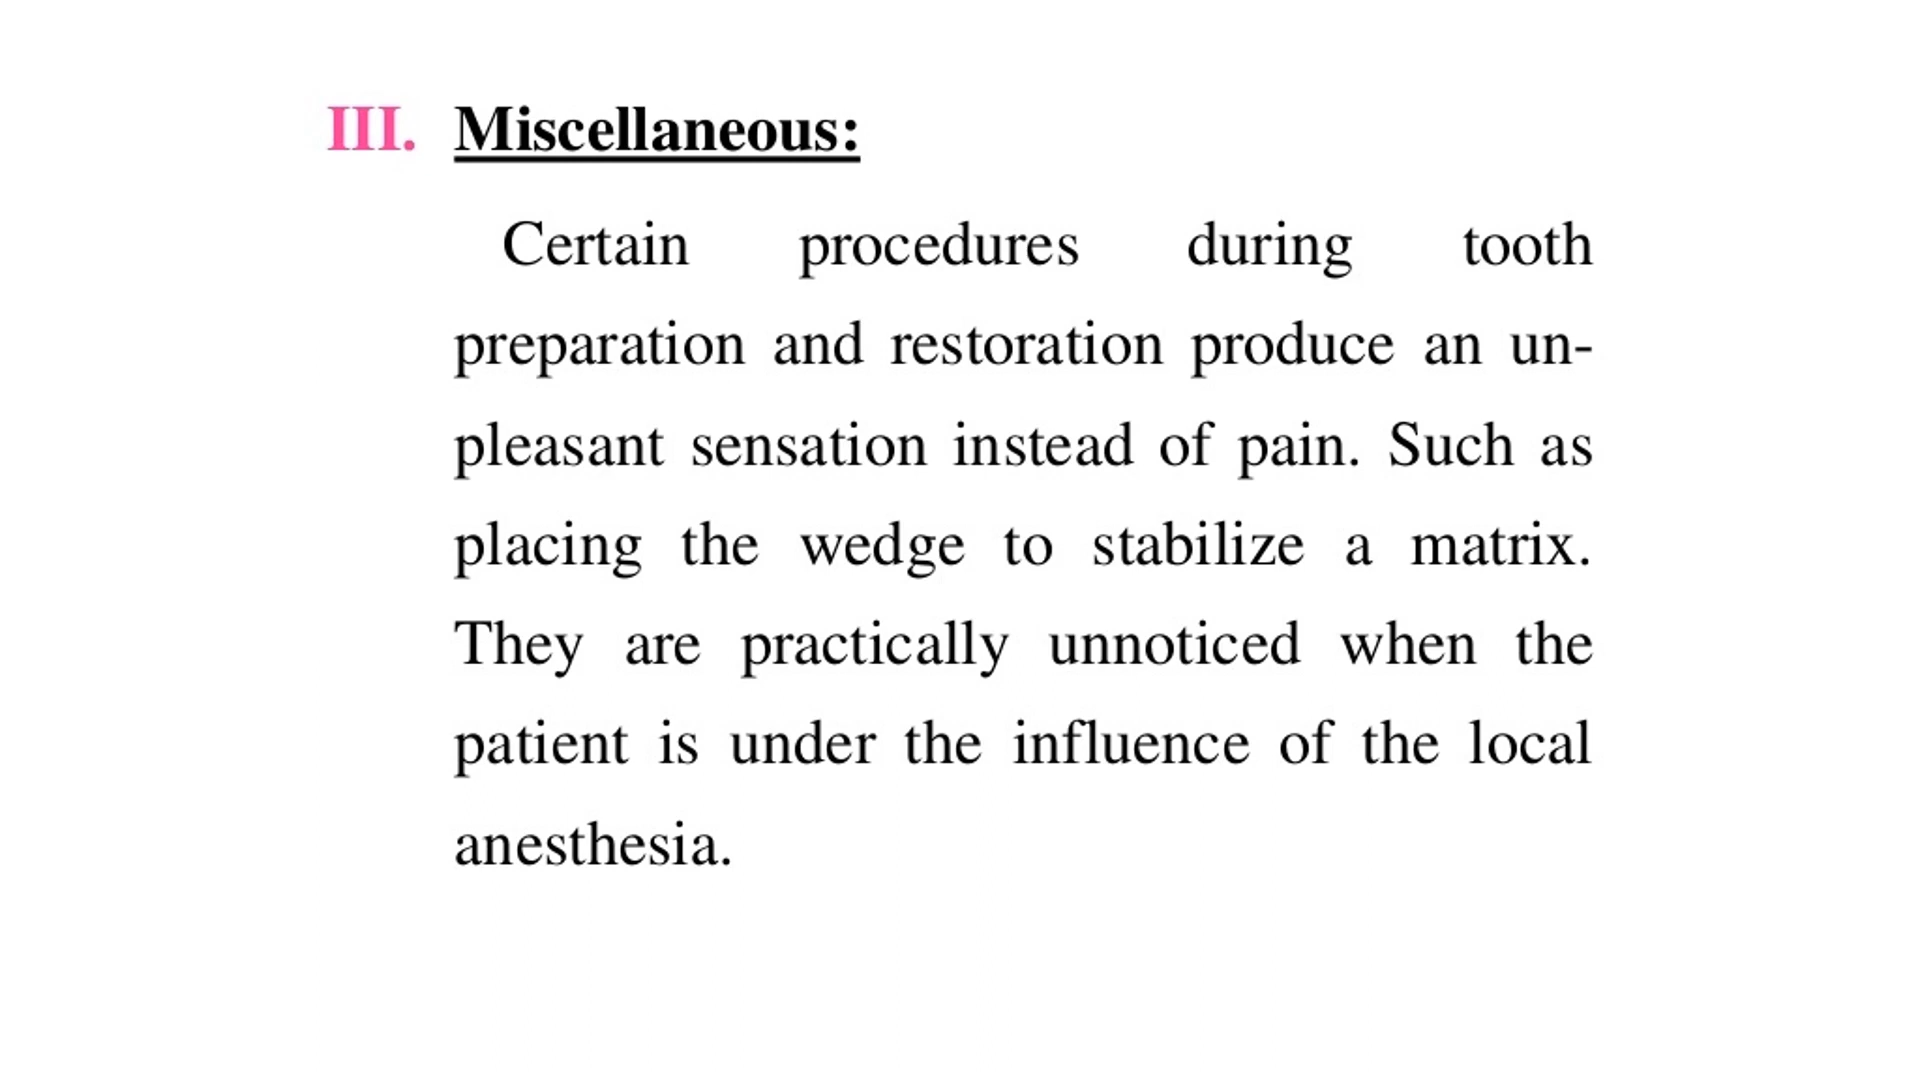 III. Miscellaneous:
Certain procedures during tooth
preparation and restoration produce an un-
pleasant sensation instead of pain. Such as
placing the wedge to stabilize a matrix.
They are practically unnoticed when the
patient is under the influence of the local
anesthesia.